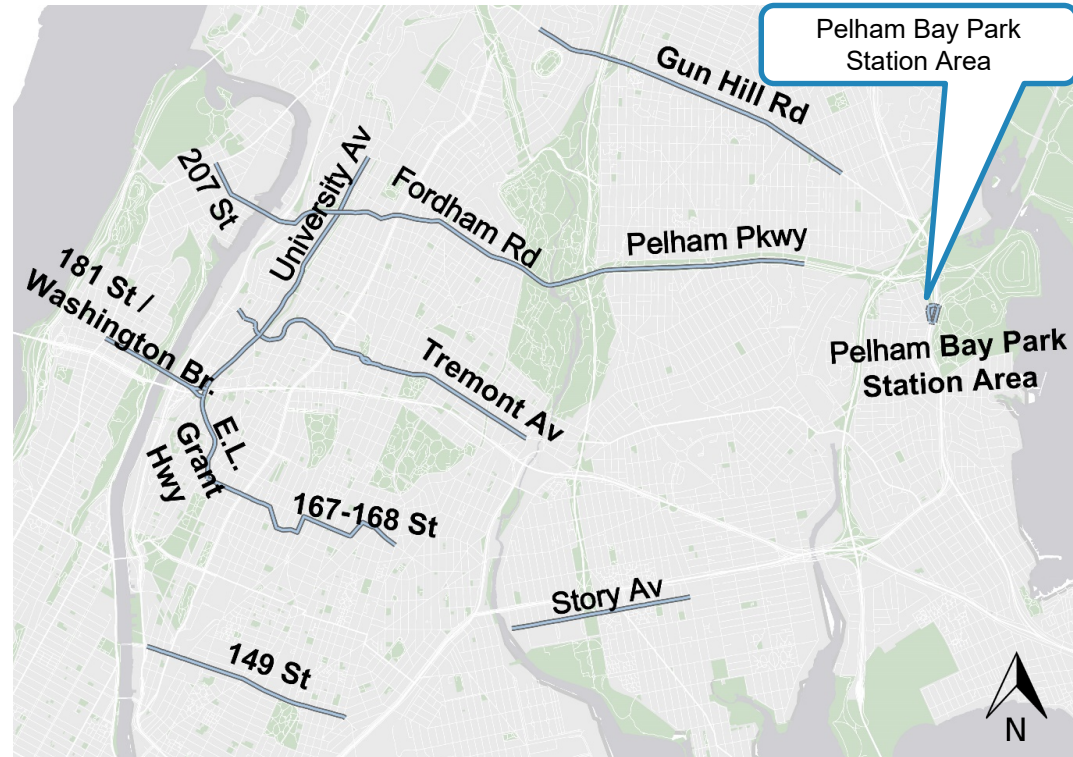 Pelham Bay Park
Station Area
Gun Hill Rd
207 St
University Av
Fordham Rd
Pelham Pkwy
181 St /
Washington Br.
Tremont Av
Pelham Bay Park
Station Area
E.L.
Grant
Hwy
167-168 St
Story Av
149 St
N